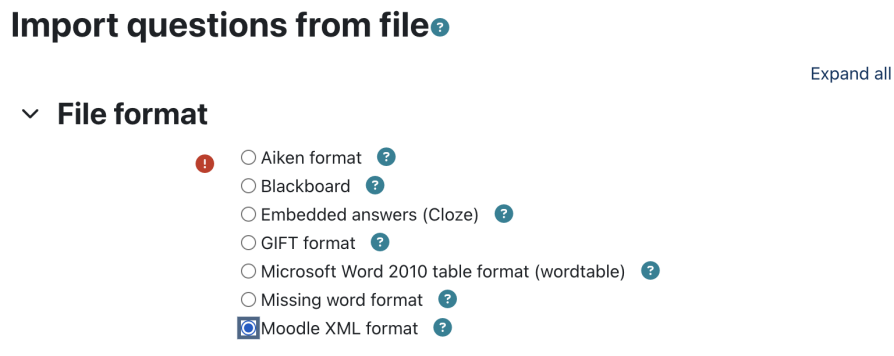 Import questions from file ?
Expand all
File format
! Aiken format ?
Blackboard ?
Embedded answers (Cloze) ?
GIFT format ?
Microsoft Word 2010 table format (wordtable) ?
Missing word format ?
Moodle XML format ?